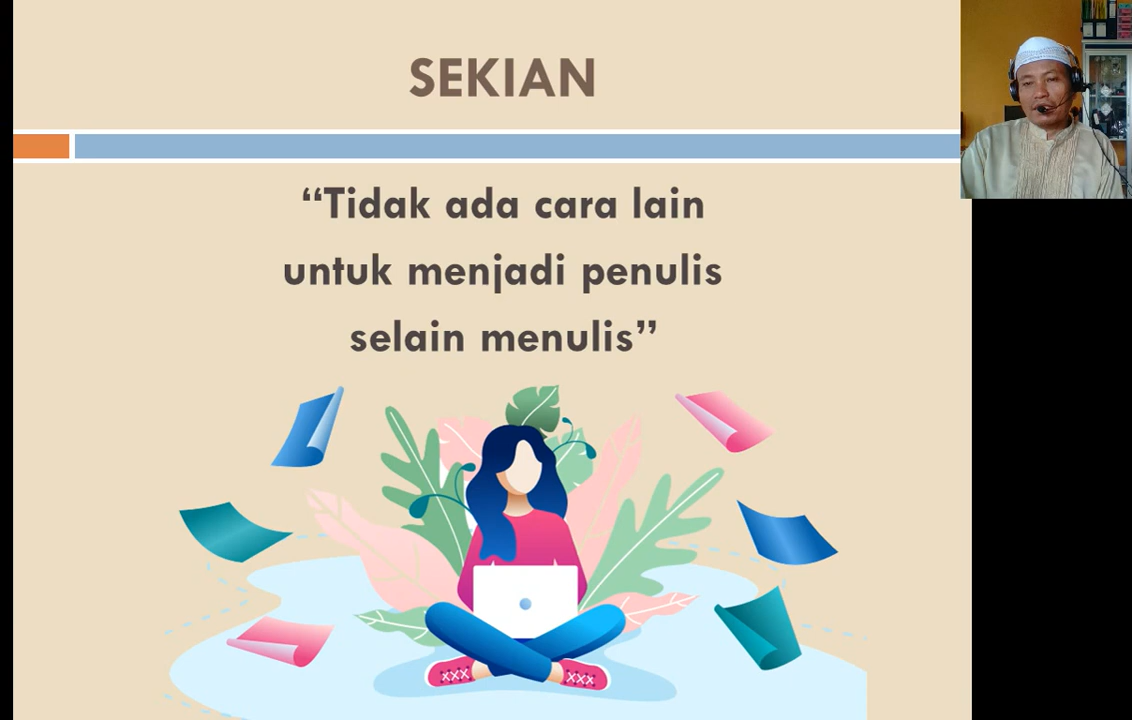 SEKIAN
“Tidak ada cara lain
untuk menjadi penulis
selain menulis”